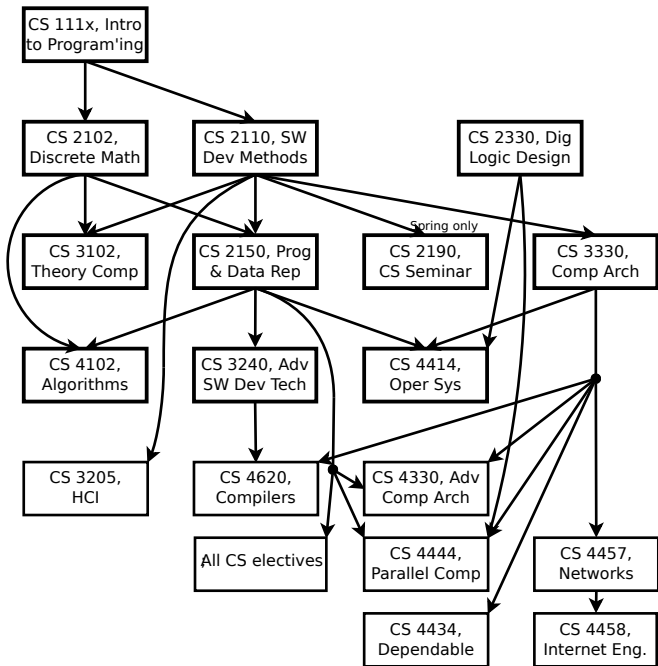 CS 111x, Intro
to Program'ing
CS 2102,
Discrete Math
CS 2110, SW
Dev Methods
CS 2330, Dig
Logic Design
Spring only
CS 3102,
Theory Comp
CS 2150, Prog
& Data Rep
CS 2190,
CS Seminar
CS 3330,
Comp Arch
CS 4102,
Algorithms
CS 3240, Adv
SW Dev Tech
CS 4414,
Oper Sys
CS 3205,
HCI
CS 4620,
Compilers
CS 4330, Adv
Comp Arch
All CS electives
CS 4444,
Parallel Comp
CS 4457,
Networks
CS 4434,
Dependable
CS 4458,
Internet Eng.